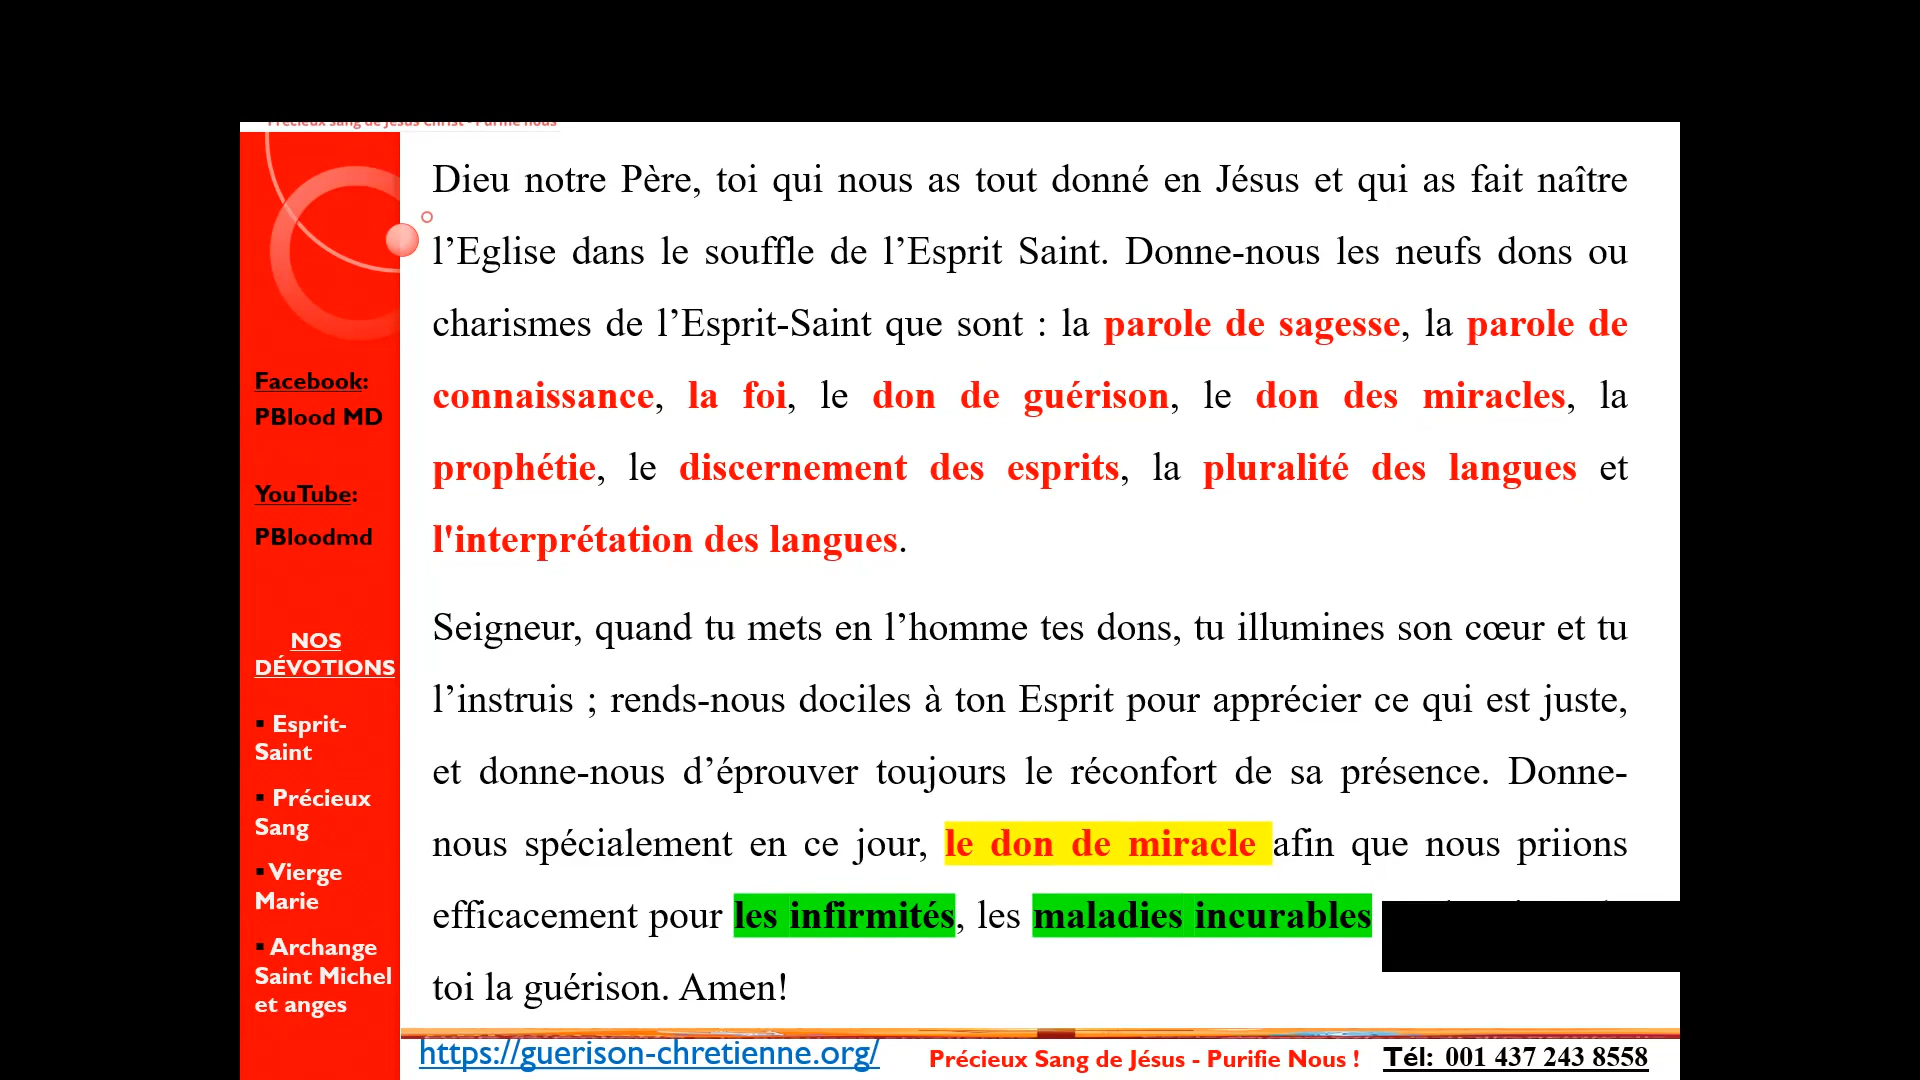 Précieux Sang de Jésus Christ - Purifie nous
Dieu notre Père, toi qui nous as tout donné en Jésus et qui as fait naître
l’Eglise dans le souffle de l’Esprit Saint. Donne-nous les neufs dons ou
charismes de l’Esprit-Saint que sont : la parole de sagesse, la parole de
connaissance, la foi, le don de guérison, le don des miracles, la
prophétie, le discernement des esprits, la pluralité des langues et
l'interprétation des langues.
Seigneur, quand tu mets en l’homme tes dons, tu illumines son cœur et tu
l’instruis ; rends-nous dociles à ton Esprit pour apprécier ce qui est juste,
et donne-nous d’éprouver toujours le réconfort de sa présence. Donne-
nous spécialement en ce jour, le don de miracle afin que nous priions
efficacement pour les infirmités, les maladies incurables
toi la guérison. Amen!
Facebook:
PBlood MD
YouTube:
PBloodmd
NOS
DÉVOTIONS
▪ Esprit-
Saint
▪ Précieux
Sang
▪ Vierge
Marie
▪ Archange
Saint Michel
et anges
https://guerison-chretienne.org/
Précieux Sang de Jésus - Purifie Nous !
Tél: 001 437 243 8558